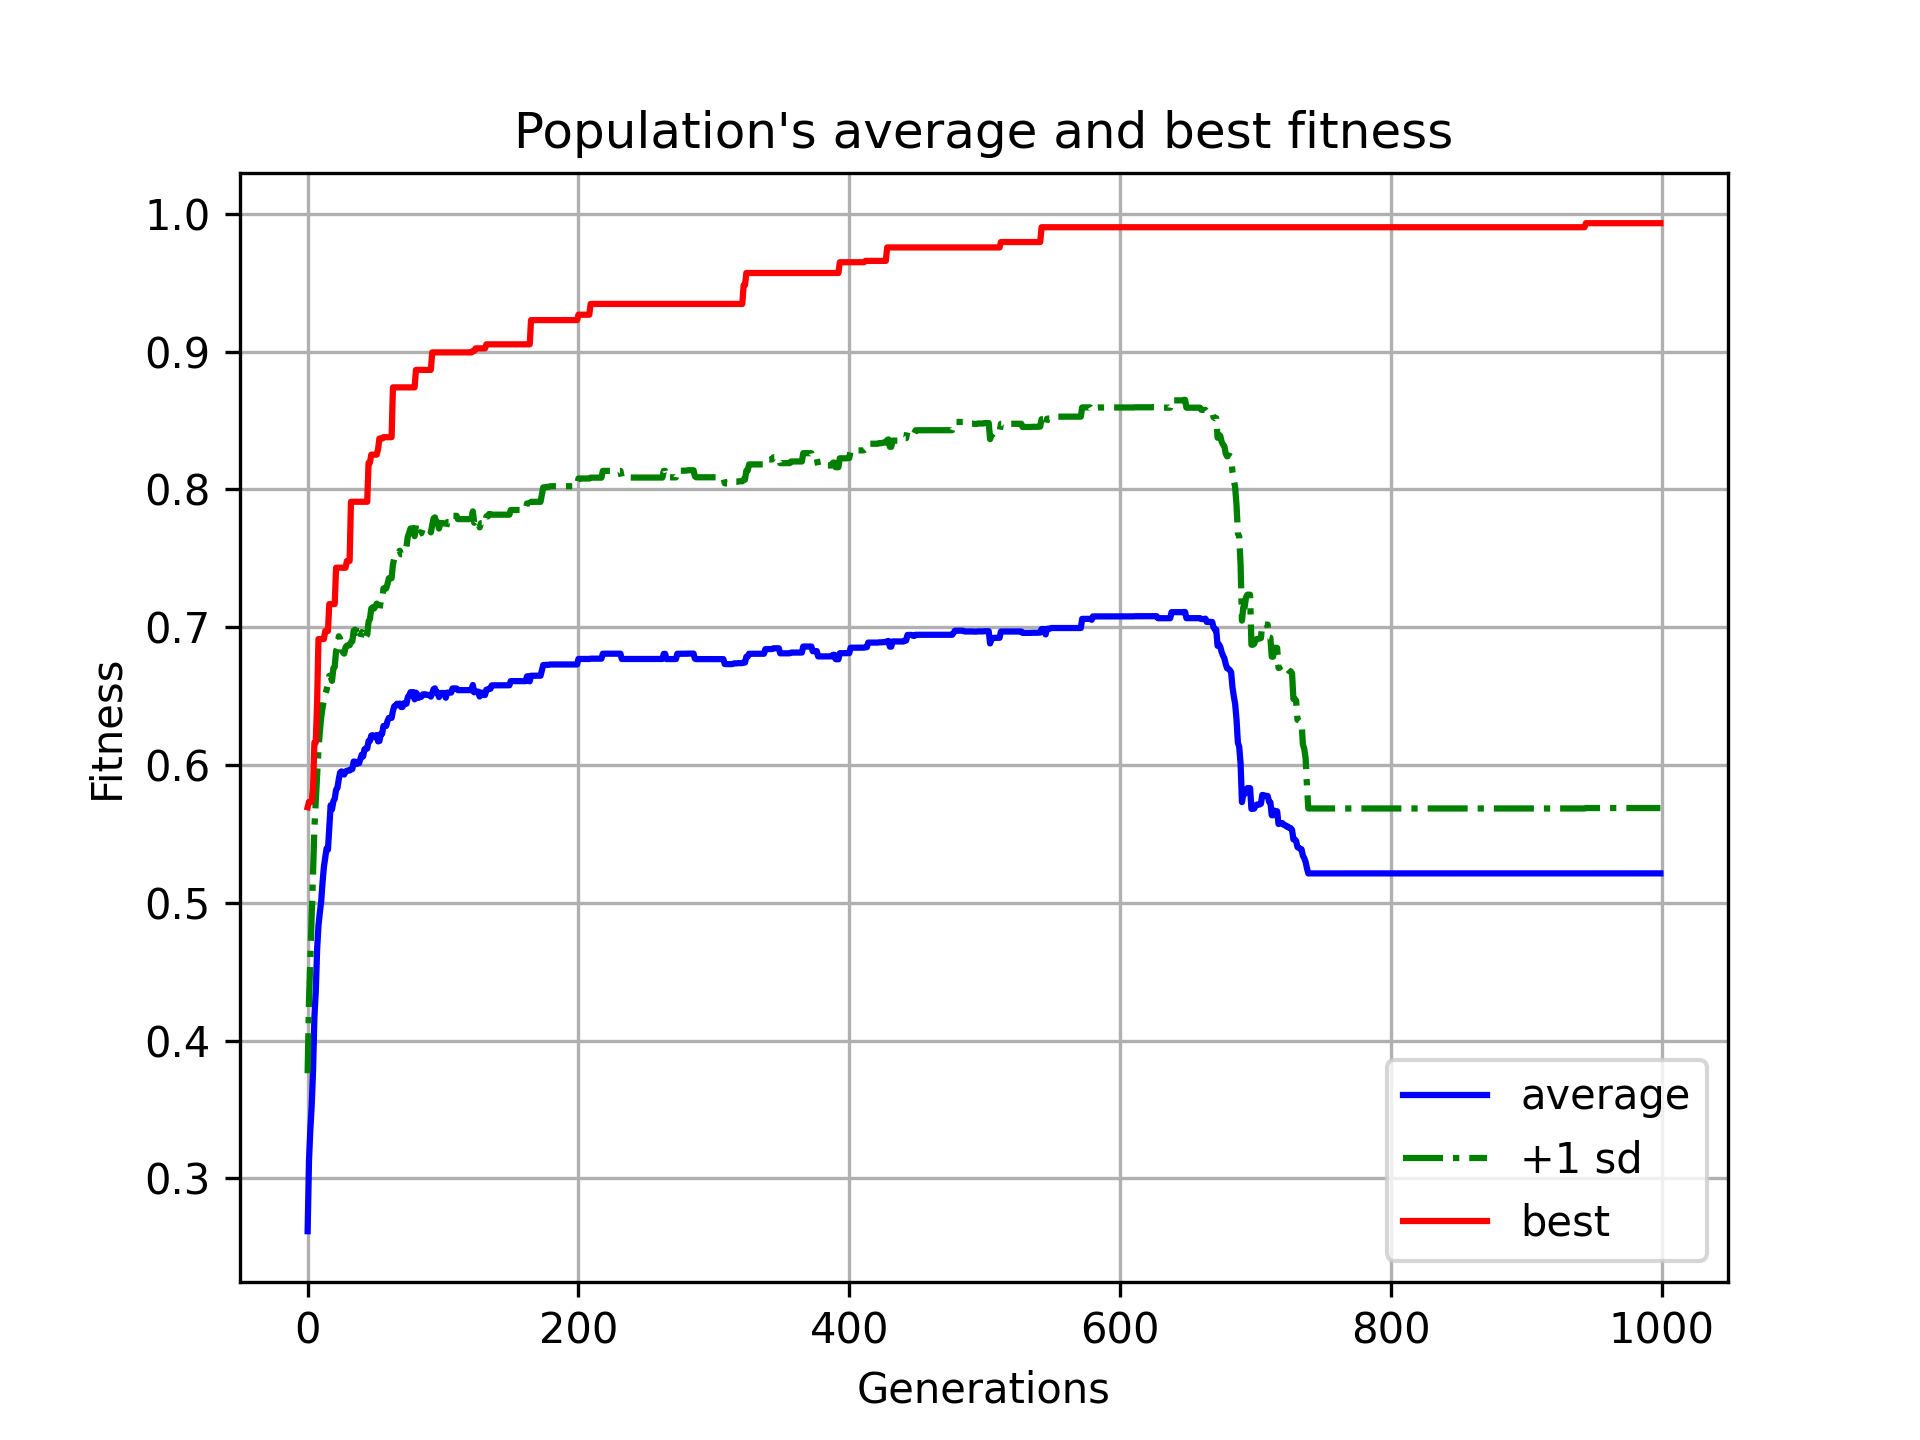 Population's average and best fitness
1.0
0.9
0.8
0.7
0.6
0.5
0.4
0.3
Fitness
average
+1 sd
best
0 200 400 600 800 1000
Generations